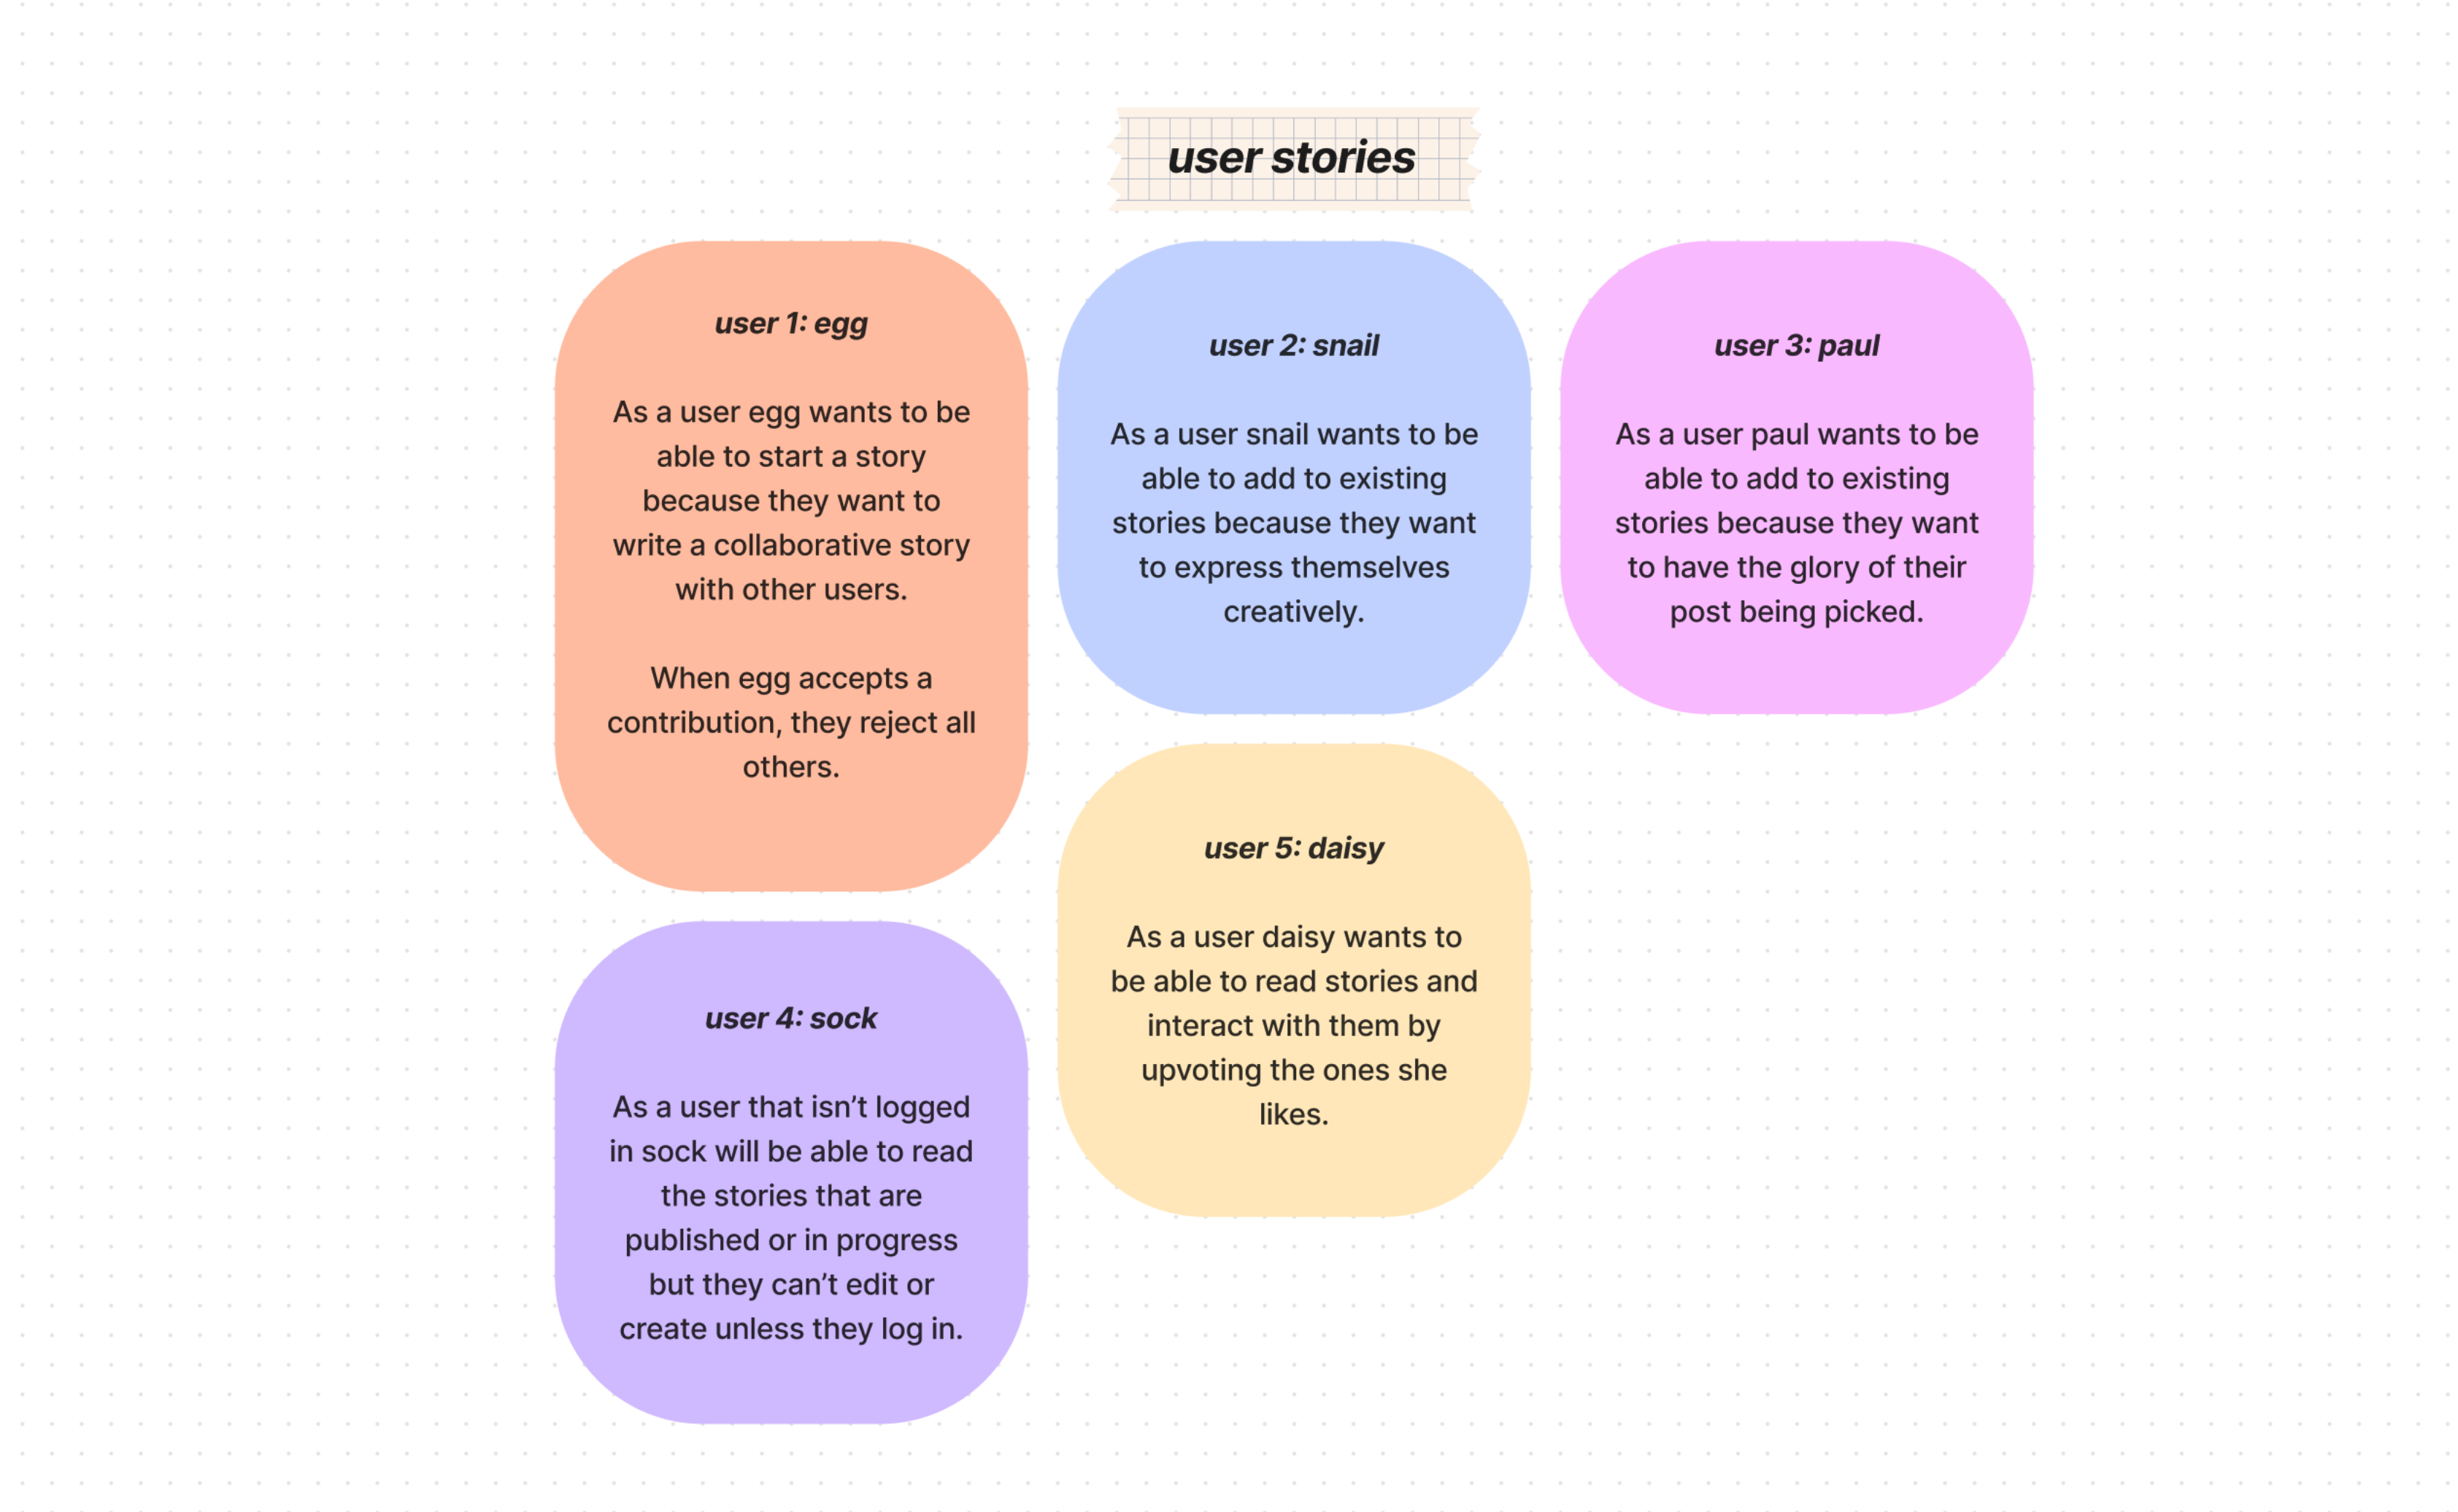 user stories
user 1: egg
As a user egg wants to be
able to start a story
because they want to
write a collaborative story
with other users.
When egg accepts a
contribution, they reject all
others.
user 2: snail
As a user snail wants to be
able to add to existing
stories because they want
to express themselves
creatively.
user 3: paul
As a user paul wants to be
able to add to existing
stories because they want
to have the glory of their
post being picked.
user 4: sock
As a user that isn’t logged
in sock will be able to read
the stories that are
published or in progress
but they can’t edit or
create unless they log in.
user 5: daisy
As a user daisy wants to
be able to read stories and
interact with them by
upvoting the ones she
likes.